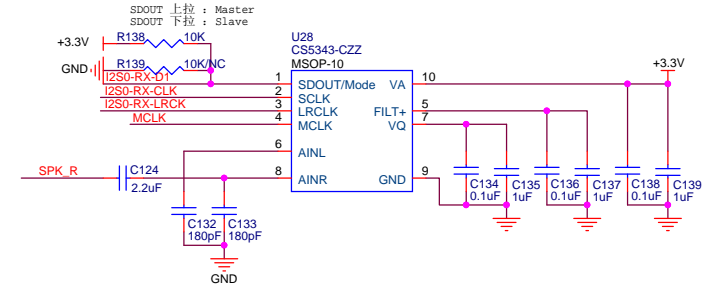 SDOUT 上拉 : Master
SDOUT 下拉 : Slave
+3.3V
R138
10K
GND
R139
10K/NC
U28
CS5343-CZZ
MSOP-10
+3.3V
I2S0-RX-D1
1
SDOUT/Mode
VA
10
I2S0-RX-CLK
2
SCLK
I2S0-RX-LRCK
3
LRCLK
FILT+
5
MCLK
4
MCLK
VQ
7
6
AINL
SPK_R
C124
2.2uF
8
AINR
GND
9
C134
0.1uF
C135
1uF
C136
0.1uF
C137
1uF
C138
0.1uF
C139
1uF
C132
180pF
C133
180pF
GND